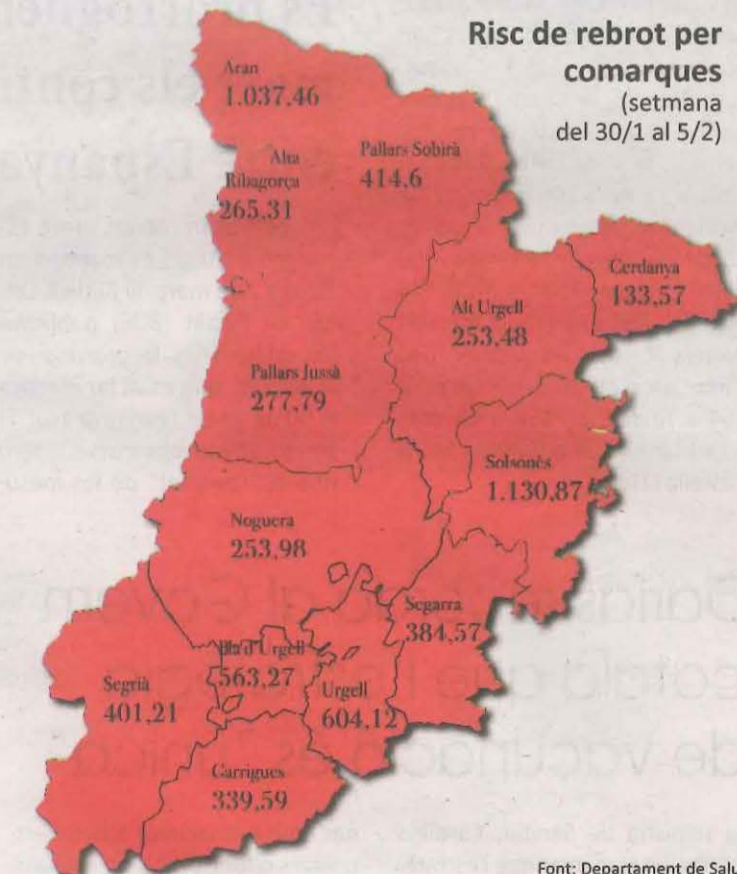 Risc de rebrot per
comarques
(setmana
del 30/1 al 5/2)
Aran
1.037,46
Alta
Ribagorça
265,31
Pallars Sobirà
414,6
Cerdanya
133,57
Alt Urgell
253,48
Pallars Jussà
277,79
Solsonès
1.130,87
Noguera
253,98
Segarra
384,57
Pla d'Urgell
563,27
Segrià
401,21
Urgell
604,12
Garrigues
339,59
Font: Departament de Salu